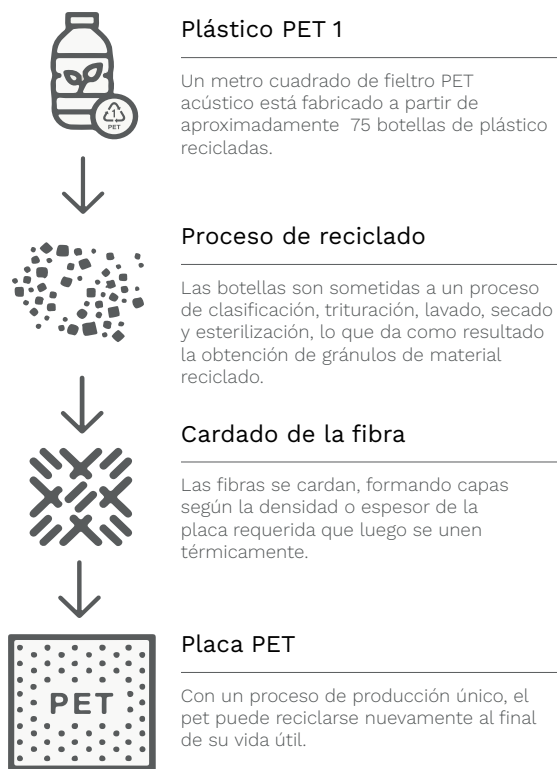 Plástico PET 1
Un metro cuadrado de fieltro PET
acústico está fabricado a partir de
aproximadamente 75 botellas de plástico
recicladas.
1
PET
Proceso de reciclado
Las botellas son sometidas a un proceso
de clasificación, trituración, lavado, secado
y esterilización, lo que da como resultado
la obtención de gránulos de material
reciclado.
Cardado de la fibra
Las fibras se cardan, formando capas
según la densidad o espesor de la
placa requerida que luego se unen
térmicamente.
Placa PET
PET
Con un proceso de producción único, el
pet puede reciclarse nuevamente al final
de su vida útil.